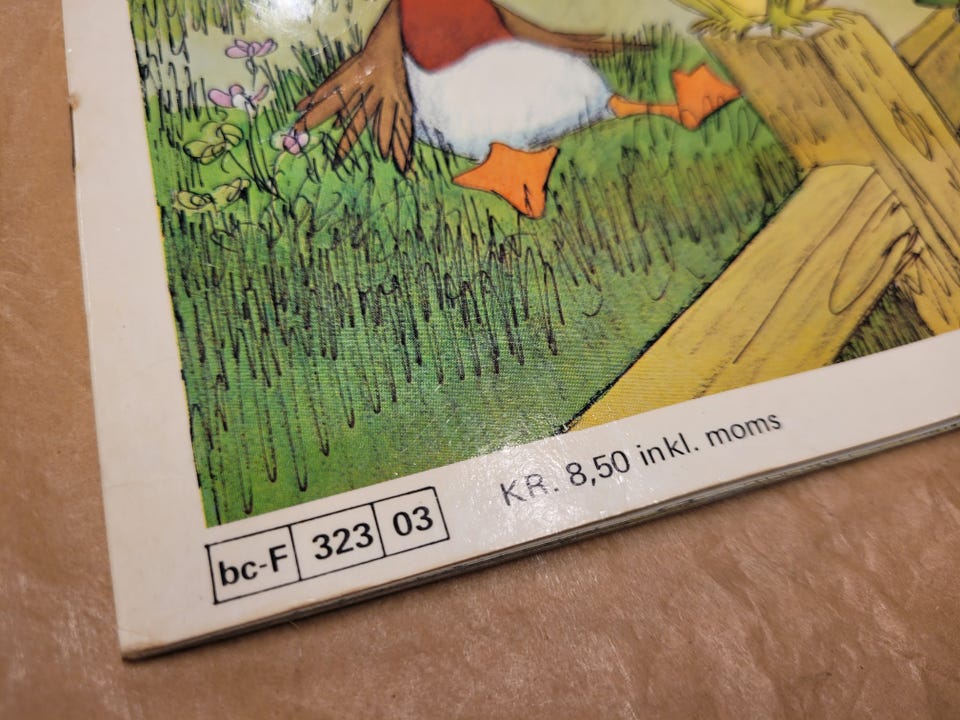 bc-F 323 03
KR. 8,50 inkl. moms